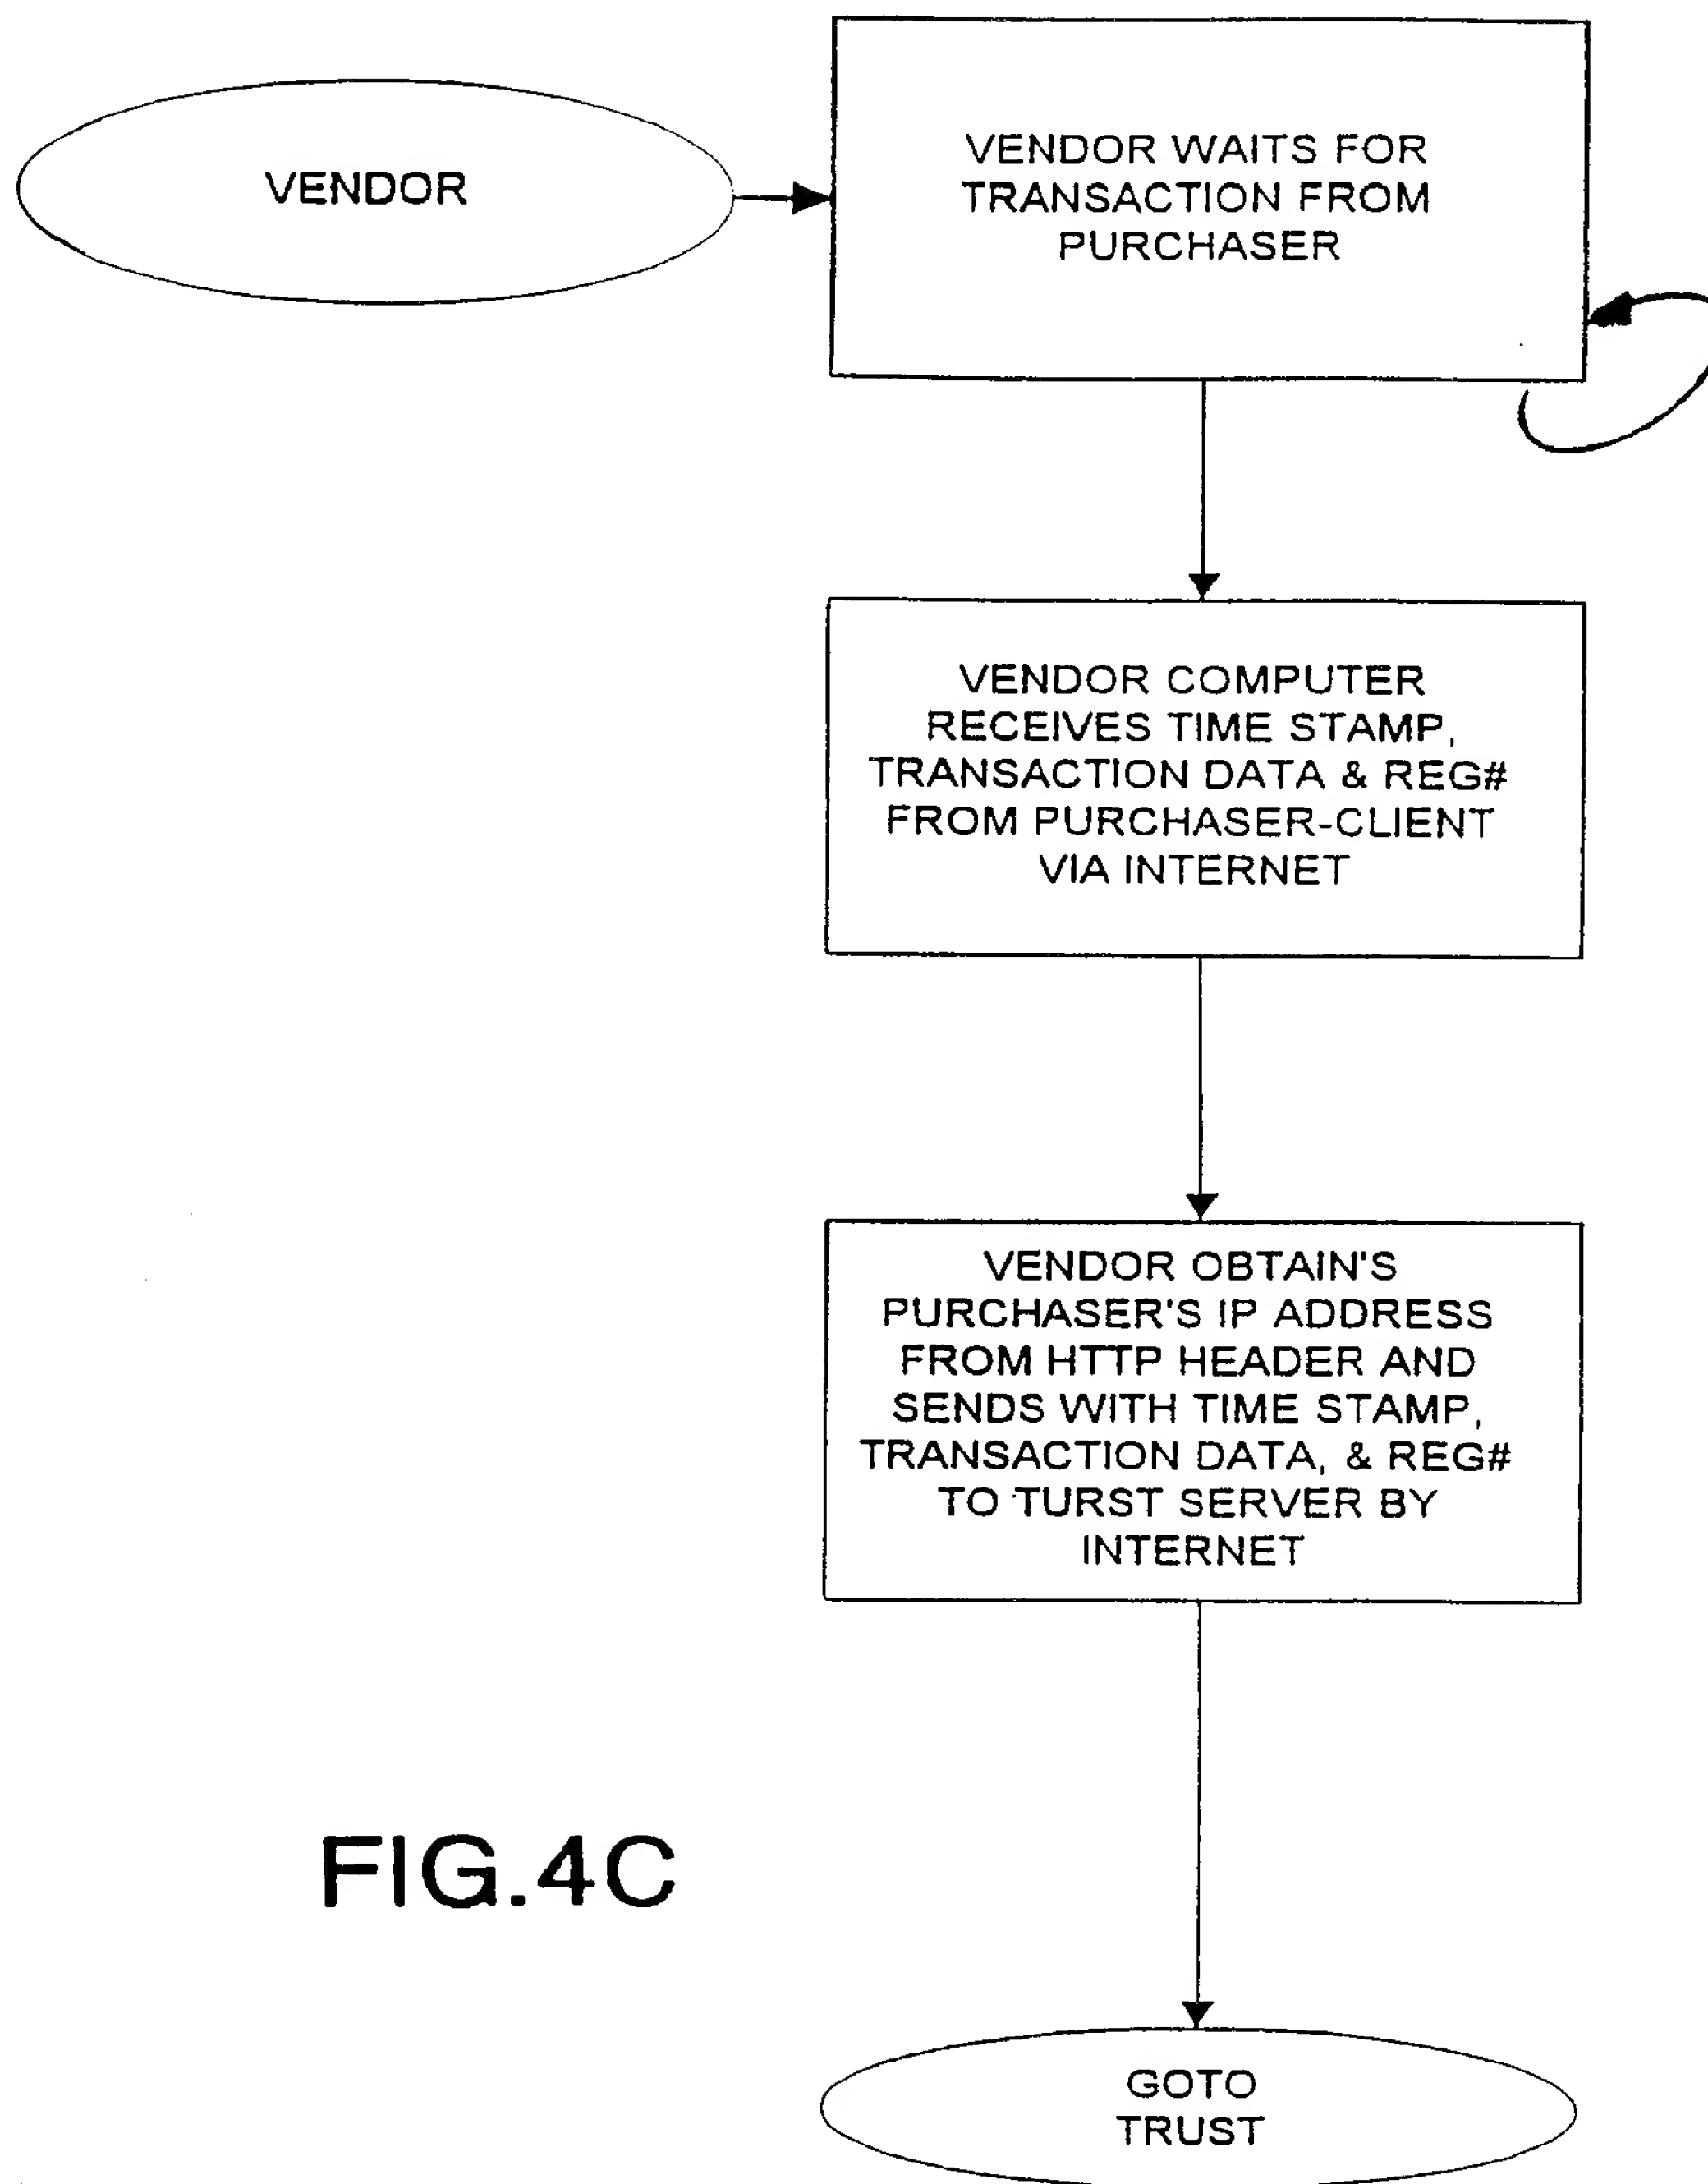 VENDOR
VENDOR WAITS FOR
TRANSACTION FROM
PURCHASER
VENDOR COMPUTER
RECEIVES TIME STAMP,
TRANSACTION DATA & REG#
FROM PURCHASER-CLIENT
VIA INTERNET
VENDOR OBTAIN'S
PURCHASER'S IP ADDRESS
FROM HTTP HEADER AND
SENDS WITH TIME STAMP,
TRANSACTION DATA, & REG#
TO TURST SERVER BY
INTERNET
FIG.4C
GOTO
TRUST